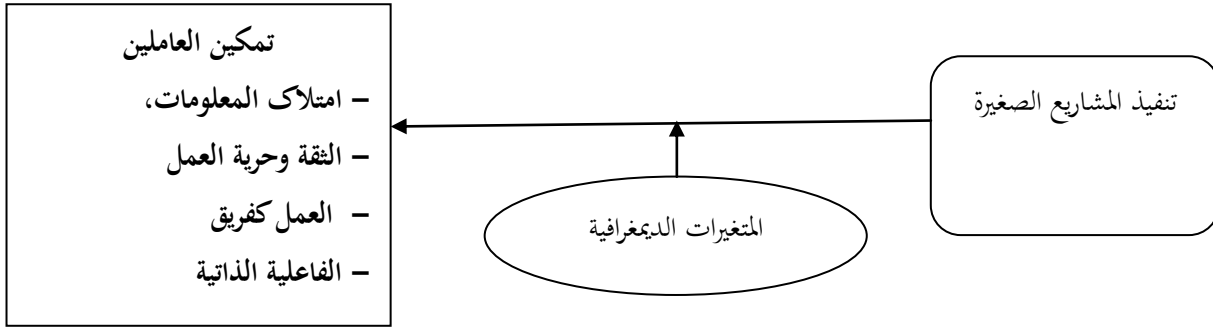 تمكين العاملين
– امتلاك المعلومات،
– الثقة وحرية العمل
– العمل كفريق
– الفاعلية الذاتية
تنفيذ المشاريع الصغيرة
المتغيرات الديمغرافية